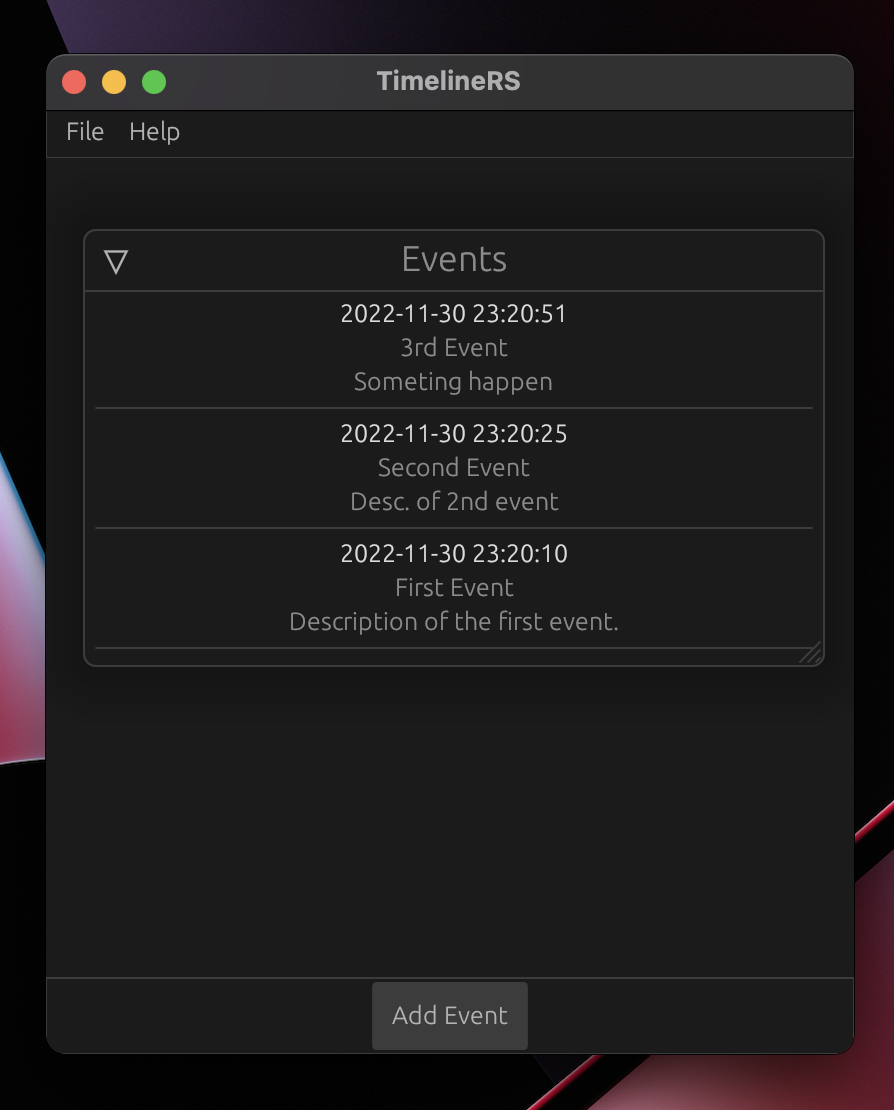 TimelineRS
File Help
Events
2022-11-30 23:20:51
3rd Event
Someting happen
2022-11-30 23:20:25
Second Event
Desc. of 2nd event
2022-11-30 23:20:10
First Event
Description of the first event.
Add Event